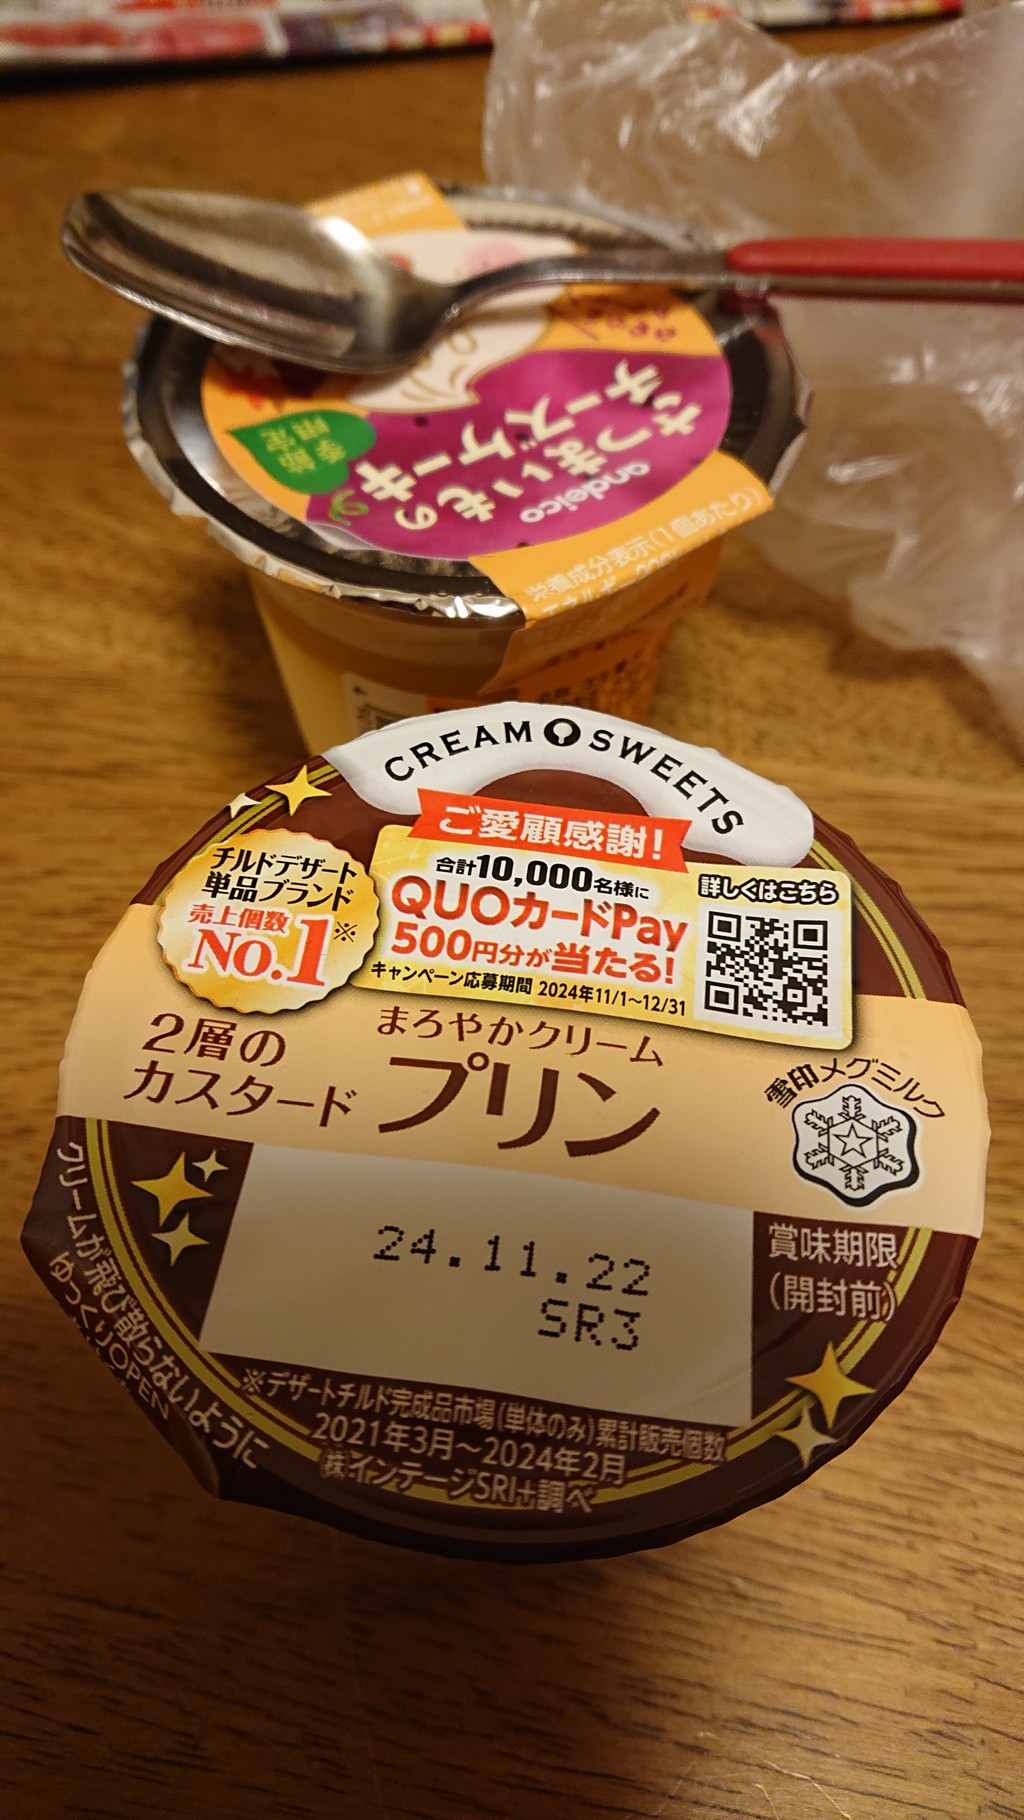 andeico
さつまいもの
チーズケーキ
季節
限定
栄養成分表示(1個あたり)
CREAM SWEETS
ご愛顧感謝!
チルドデザート
単品ブランド
売上個数
No.1※
合計10,000名様に
QUOカードPay
500円分が当たる!
キャンペーン応募期間 2024年11/1~12/31
詳しくはこちら
2層の
カスタード
まろやかクリーム
プリン
雪印メグミルク
24.11.22
SR3
賞味期限
(開封前)
クリームが飛び散らないように
ゆっくりOPEN
※デザートチルド完成品市場(単体のみ)累計販売個数
2021年3月~2024年2月
㈱インテージSRI+調べ